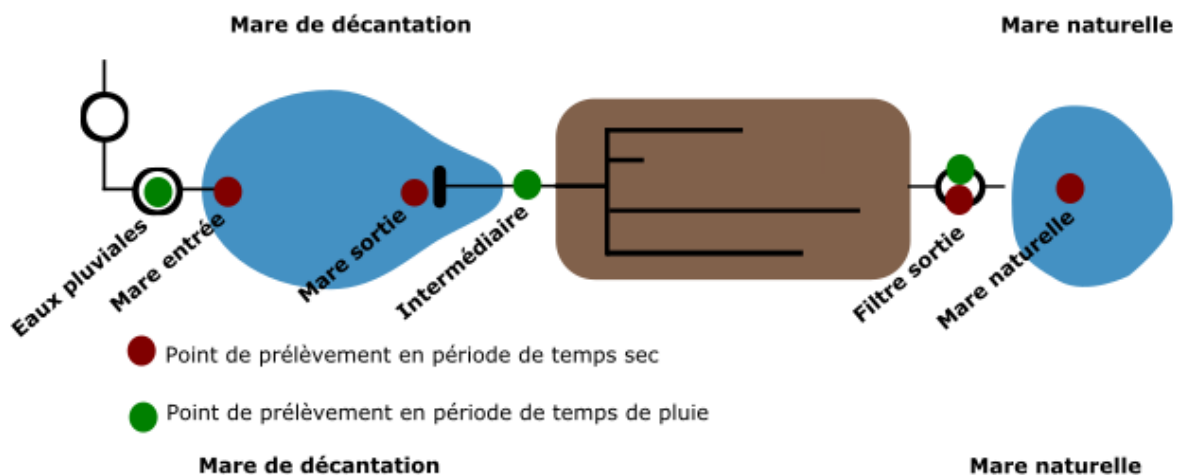 Mare de décantation
Mare naturelle
Eaux pluviales
Mare entrée
Mare sortie
Intermédiaire
Filtre sortie
Mare naturelle
Point de prélèvement en période de temps sec
Point de prélèvement en période de temps de pluie
Mare de décantation
Mare naturelle